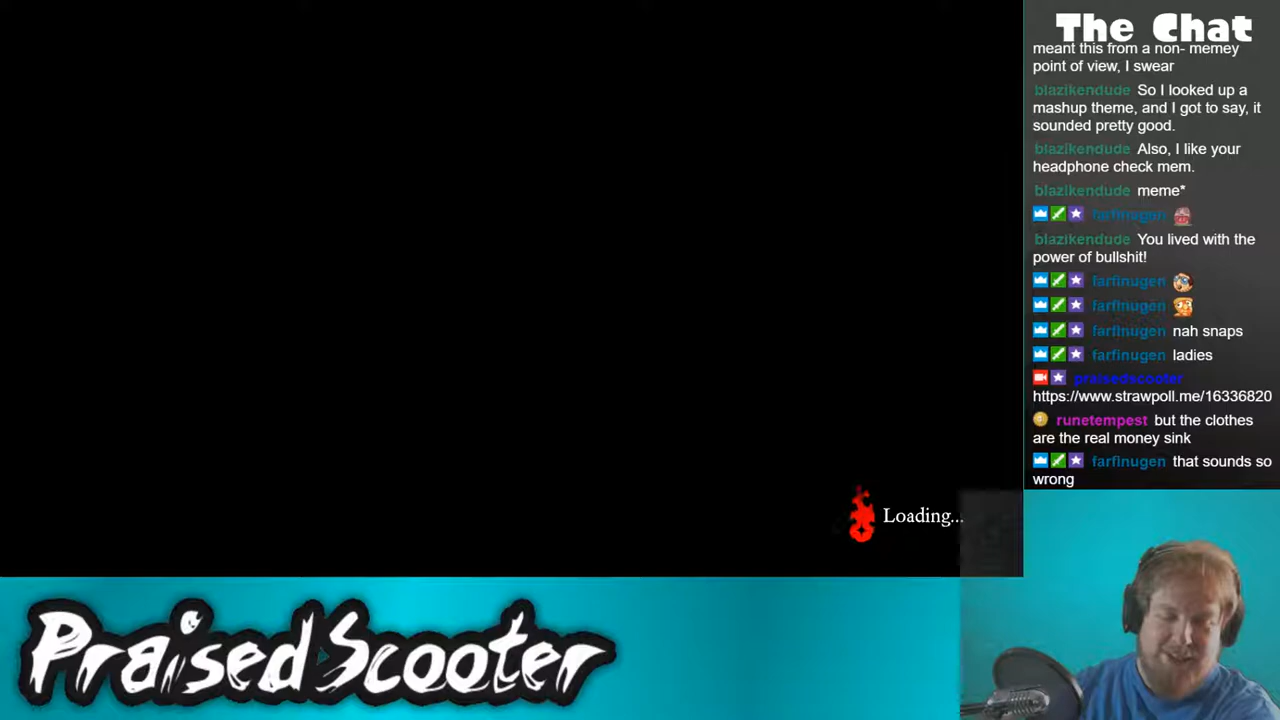 The Chat
meant this from a non- memey
point of view, I swear
blazikendude So I looked up a
mashup theme, and I got to say, it
sounded pretty good.
blazikendude Also, I like your
headphone check mem.
blazikendude meme*
farfinugen
blazikendude You lived with the
power of bullshit!
farfinugen
farfinugen
farfinugen nah snaps
farfinugen ladies
praisedscooter
https://www.strawpoll.me/16336820
runetempest but the clothes
are the real money sink
farfinugen that sounds so
wrong
Loading...
PraisedScooter